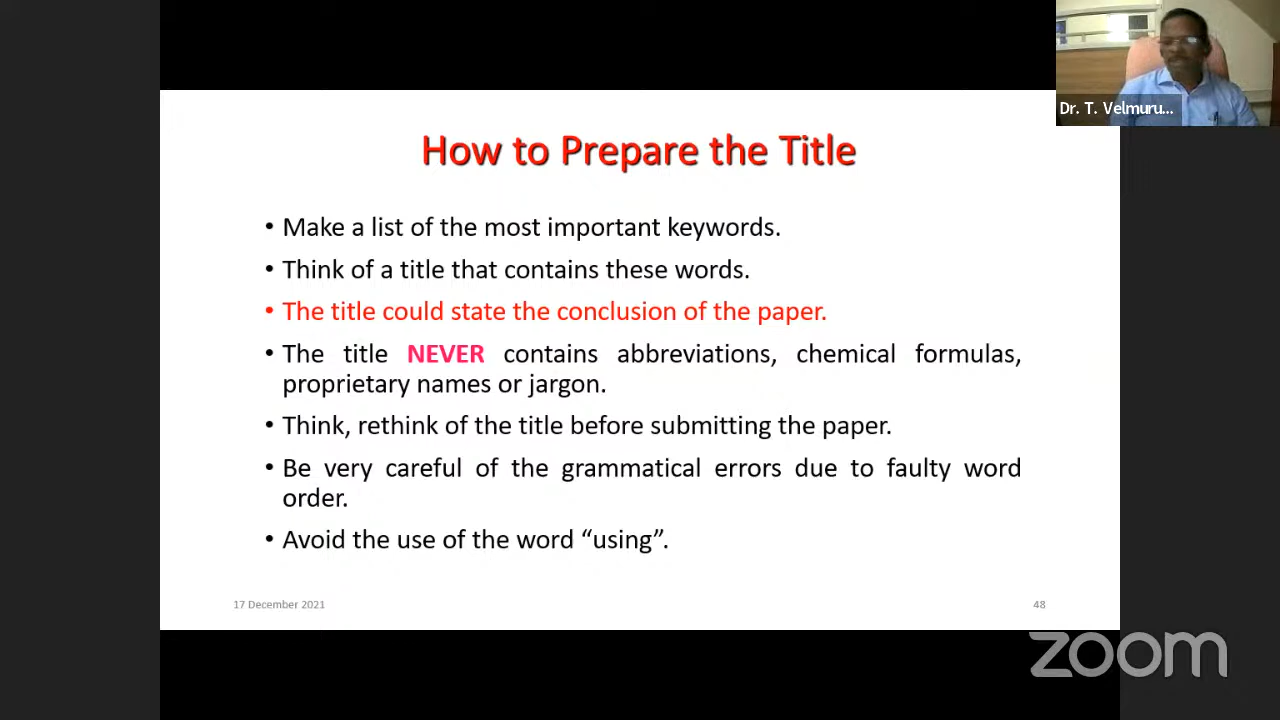 Dr. T. Velmuru...
How to Prepare the Title
• Make a list of the most important keywords.
• Think of a title that contains these words.
• The title could state the conclusion of the paper.
• The title NEVER contains abbreviations, chemical formulas,
proprietary names or jargon.
• Think, rethink of the title before submitting the paper.
• Be very careful of the grammatical errors due to faulty word
order.
• Avoid the use of the word “using”.
17 December 2021
48
zoom